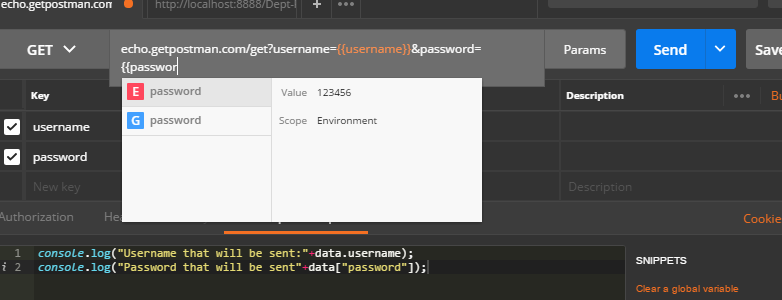 echo.getpostman.com
http://localhost:8888/Dept-
GET
echo.getpostman.com/get?username={{username}}&password=
{{passwor
Params
Send
Save
E password
G password
Value 123456
Scope Environment
Key
Description
Bu
username
password
New key
Description
Authorization
Hea
Cookie
1 console.log("Username that will be sent:"+data.username);
i 2 console.log("Password that will be sent"+data["password"]);
SNIPPETS
Clear a global variable